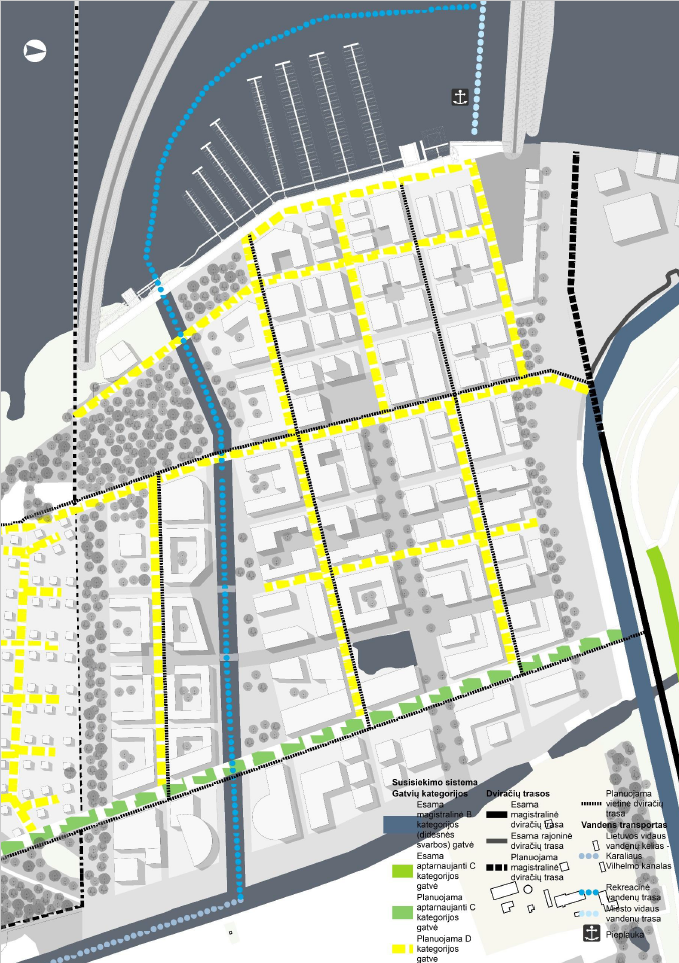 Susisiekimo sistema
Gatvių kategorijos
Esama
magistralinė B
kategorijos
(didesnės
svarbos) gatvė
Esama
aptarnaujanti C
kategorijos
gatvė
Planuojama
aptarnaujanti C
kategorijos
gatvė
Planuojama D
kategorijos
gatvė
Dviračių trasos
Esama
magistralinė
dviračių trasa
Esama rajoninė
dviračių trasa
Planuojama
magistralinė
dviračių trasa
Planuojama
vietinė dviračių
trasa
Vandens transportas
Lietuvos vidaus
vandenų kelias -
Karaliaus
Vilhelmo kanalas
Rekreacinė
vandenų trasa
Miesto vidaus
vandenų trasa
Pieplauka